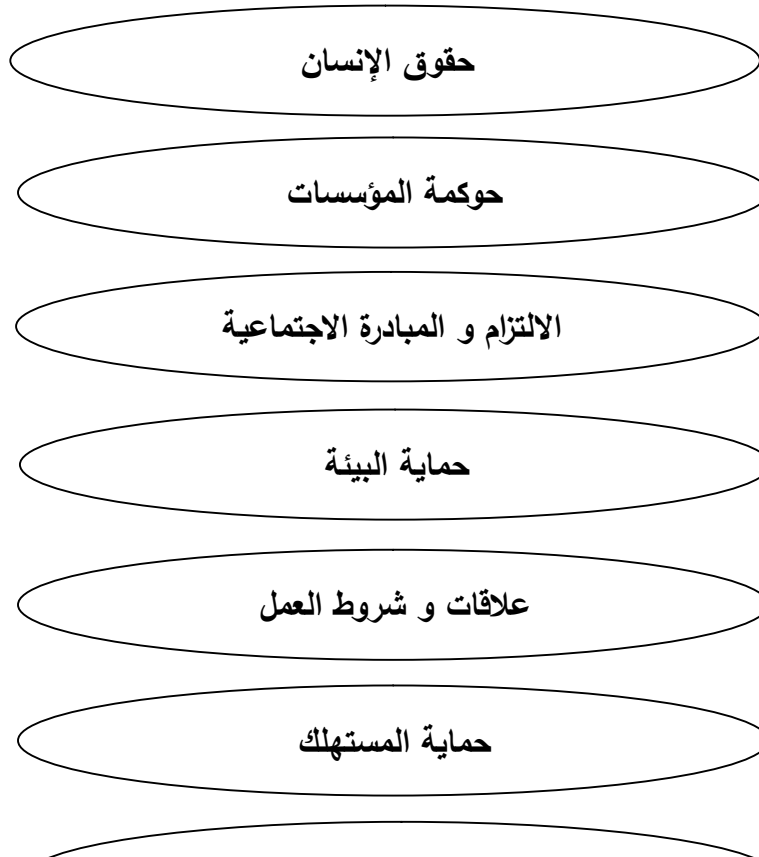 حقوق الإنسان
حوكمة المؤسسات
الالتزام و المبادرة الاجتماعية
حماية البيئة
علاقات و شروط العمل
حماية المستهلك